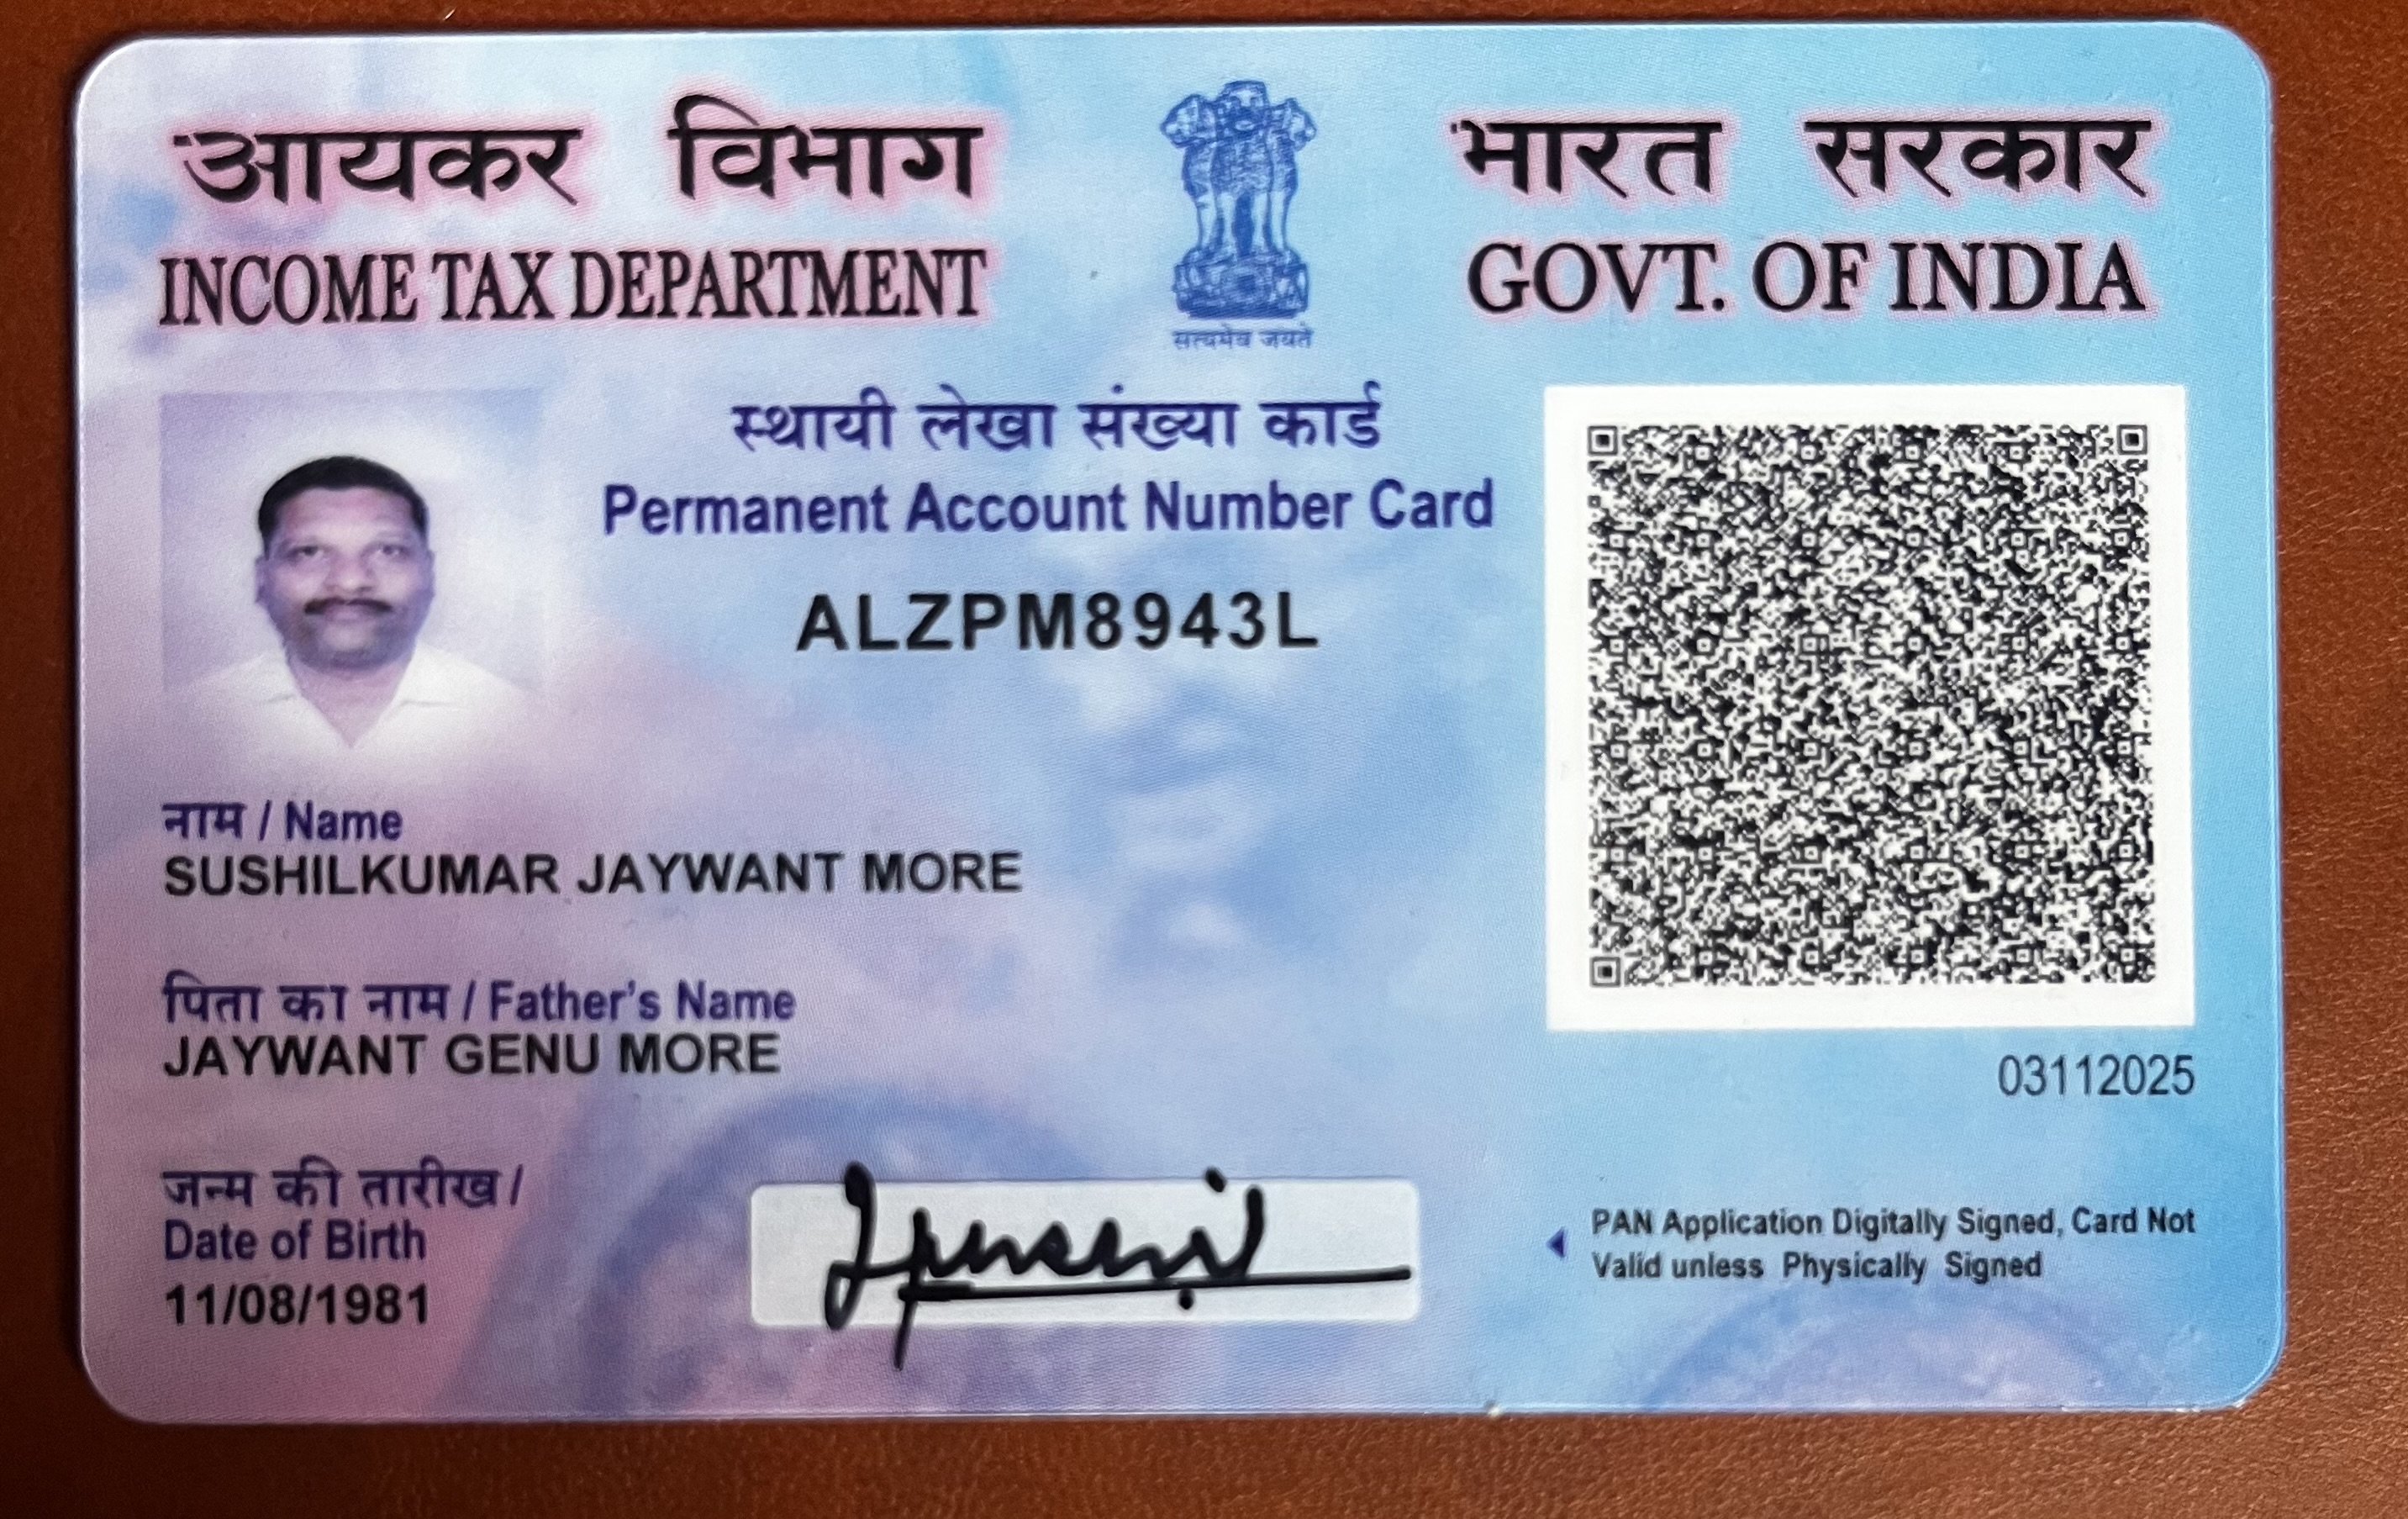 आयकर विभाग
INCOME TAX DEPARTMENT
सत्यमेव जयते
भारत सरकार
GOVT. OF INDIA
स्थायी लेखा संख्या कार्ड
Permanent Account Number Card
ALZPM8943L
नाम / Name
SUSHILKUMAR JAYWANT MORE
पिता का नाम / Father's Name
JAYWANT GENU MORE
03112025
जन्म की तारीख /
Date of Birth
11/08/1981
PAN Application Digitally Signed, Card Not
Valid unless Physically Signed